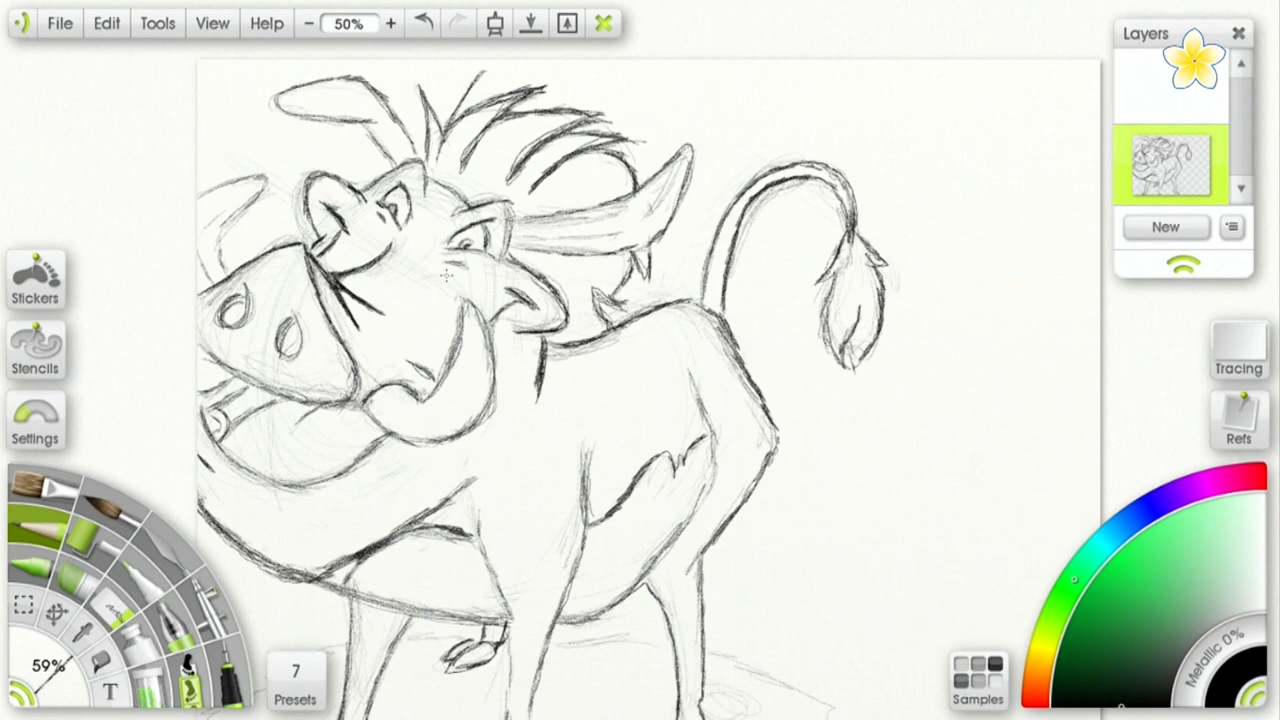 File Edit Tools View Help − 50% +
Layers
New
Stickers
Stencils
Settings
Tracing
Refs
59%
T
7
Presets
Samples
Metallic 0%